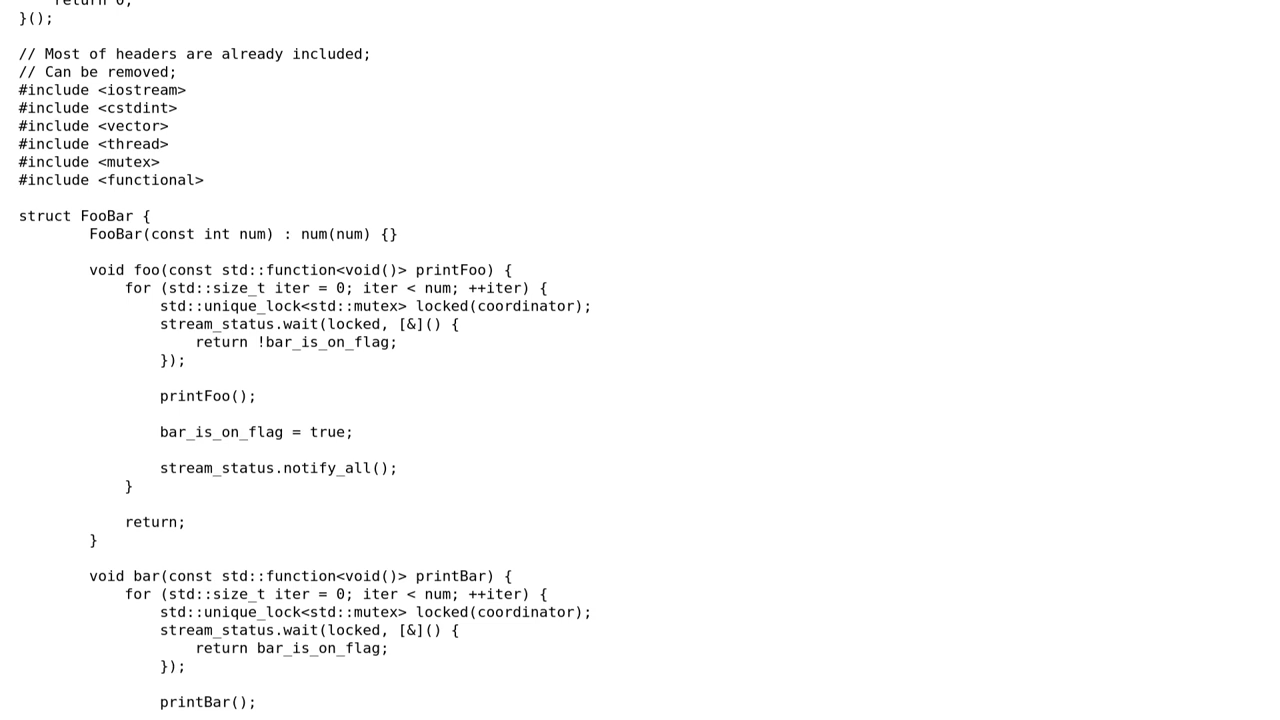 return 0;
}();

// Most of headers are already included;
// Can be removed;
#include <iostream>
#include <cstdint>
#include <vector>
#include <thread>
#include <mutex>
#include <functional>

struct FooBar {
        FooBar(const int num) : num(num) {}

        void foo(const std::function<void()> printFoo) {
            for (std::size_t iter = 0; iter < num; ++iter) {
                std::unique_lock<std::mutex> locked(coordinator);
                stream_status.wait(locked, [&]() {
                    return !bar_is_on_flag;
                });

                printFoo();

                bar_is_on_flag = true;

                stream_status.notify_all();
            }

            return;
        }

        void bar(const std::function<void()> printBar) {
            for (std::size_t iter = 0; iter < num; ++iter) {
                std::unique_lock<std::mutex> locked(coordinator);
                stream_status.wait(locked, [&]() {
                    return bar_is_on_flag;
                });

                printBar();